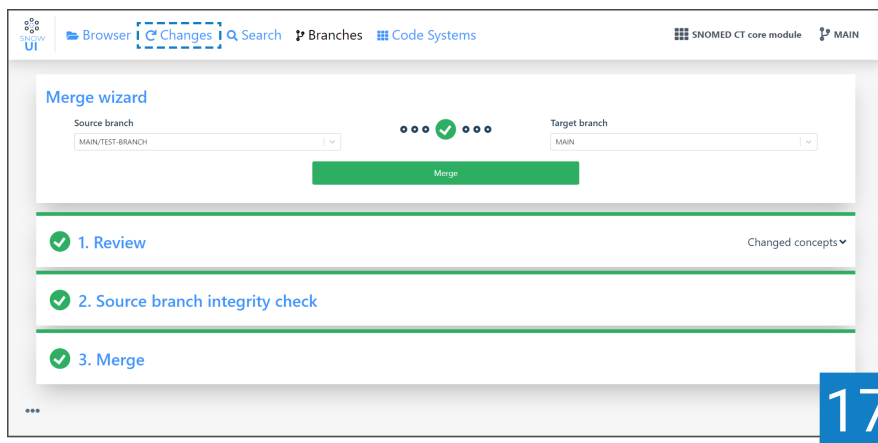 SNOW
UI
Browser Changes Search Branches Code Systems SNOMED CT core module MAIN
Merge wizard
Source branch Target branch
MAIN/TEST-BRANCH MAIN
Merge
1. Review Changed concepts
2. Source branch integrity check
3. Merge
17